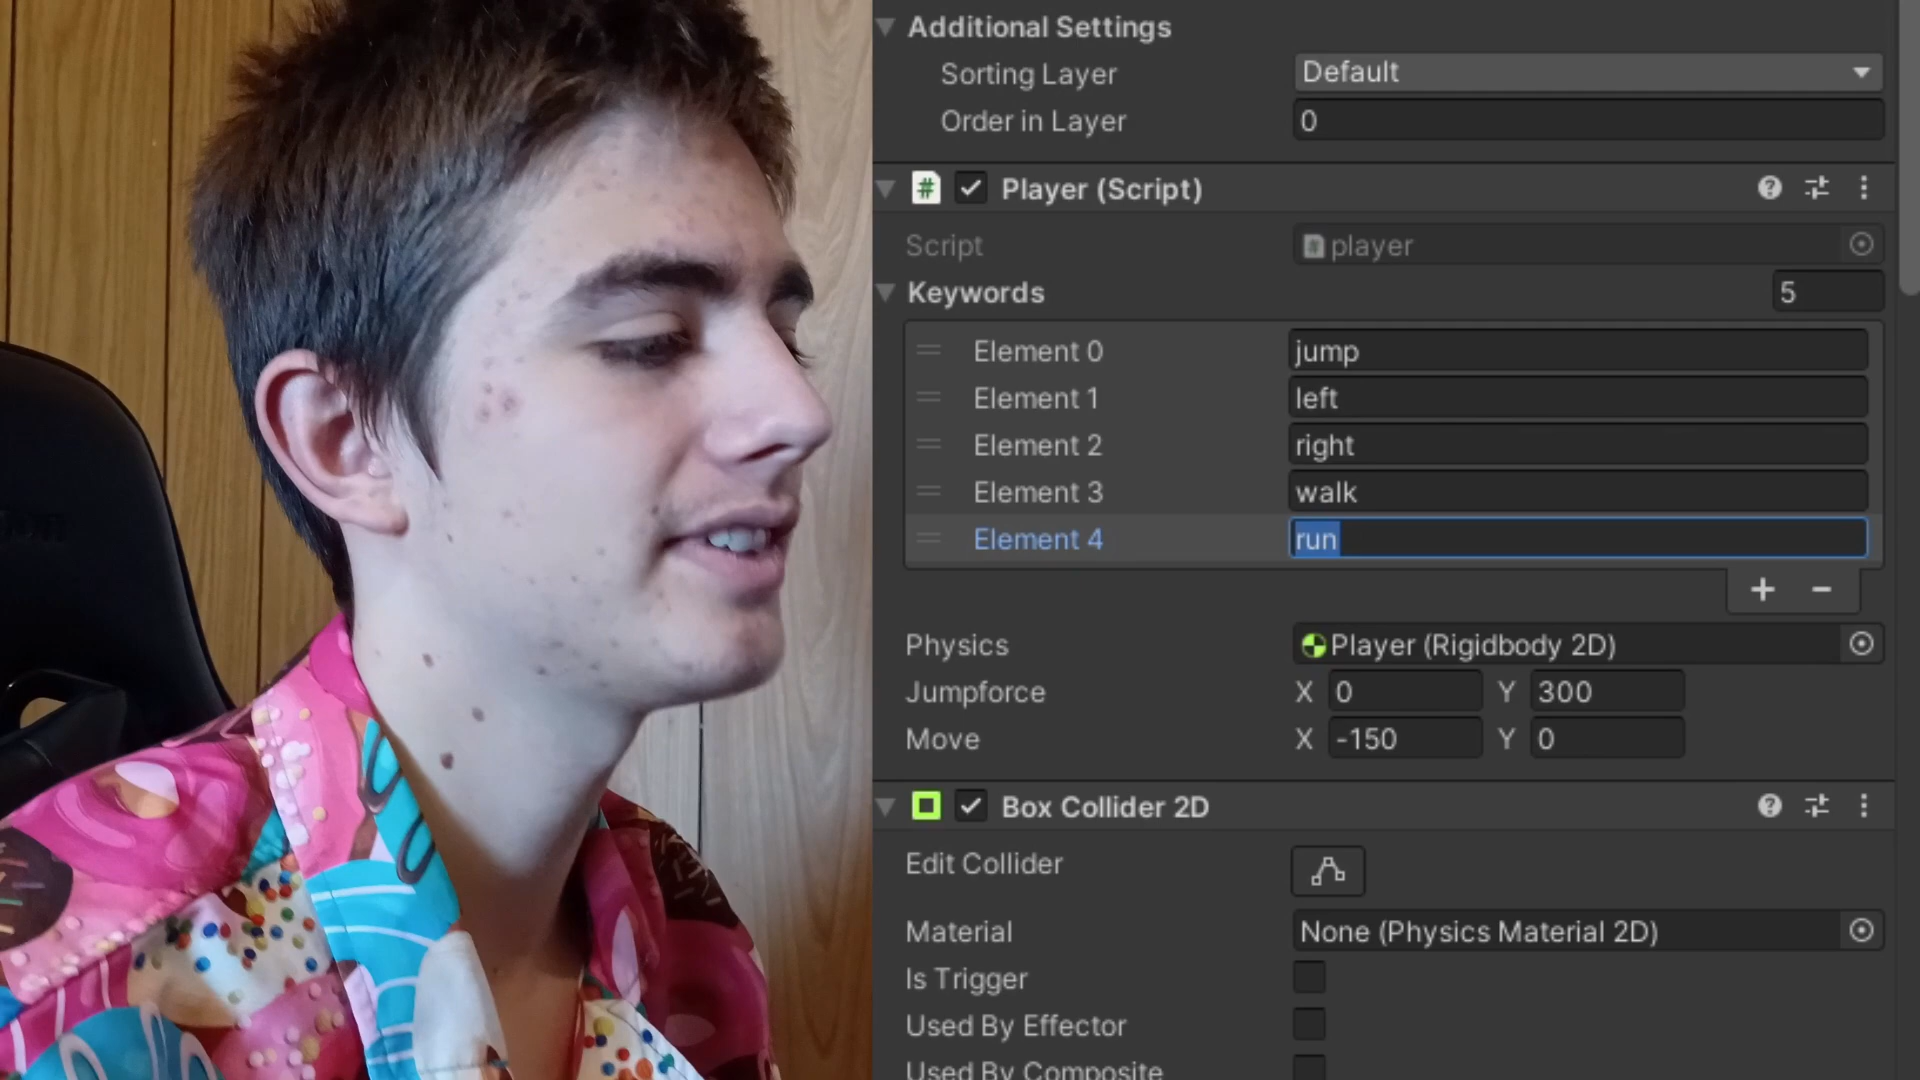 Additional Settings
Sorting Layer Default
Order in Layer 0
# Player (Script)
Script # player
Keywords 5
Element 0 jump
Element 1 left
Element 2 right
Element 3 walk
Element 4 run
+ −
Physics Player (Rigidbody 2D)
Jumpforce X 0 Y 300
Move X -150 Y 0
Box Collider 2D
Edit Collider
Material None (Physics Material 2D)
Is Trigger
Used By Effector
Used By Composite